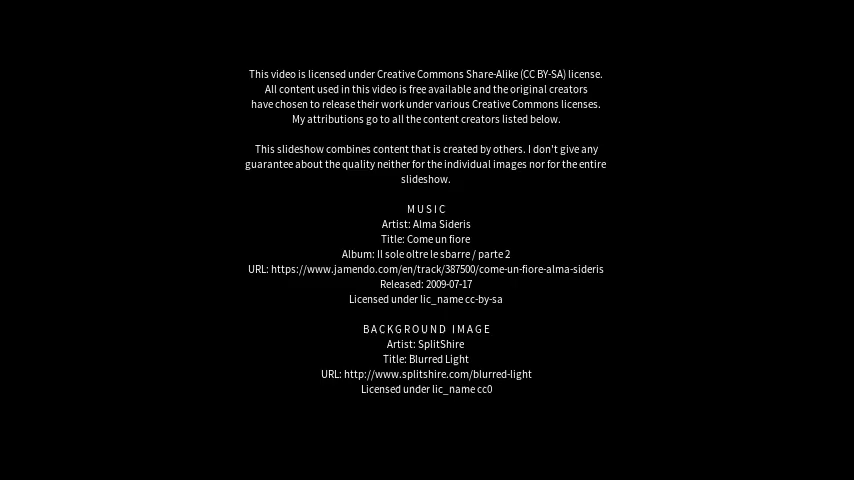 This video is licensed under Creative Commons Share-Alike (CC BY-SA) license.
All content used in this video is free available and the original creators
have chosen to release their work under various Creative Commons licenses.
My attributions go to all the content creators listed below.
This slideshow combines content that is created by others. I don't give any
guarantee about the quality neither for the individual images nor for the entire
slideshow.
MUSIC
Artist: Alma Sideris
Title: Come un fiore
Album: Il sole oltre le sbarre / parte 2
URL: https://www.jamendo.com/en/track/387500/come-un-fiore-alma-sideris
Released: 2009-07-17
Licensed under lic_name cc-by-sa
BACKGROUND IMAGE
Artist: SplitShire
Title: Blurred Light
URL: http://www.splitshire.com/blurred-light
Licensed under lic_name cc0